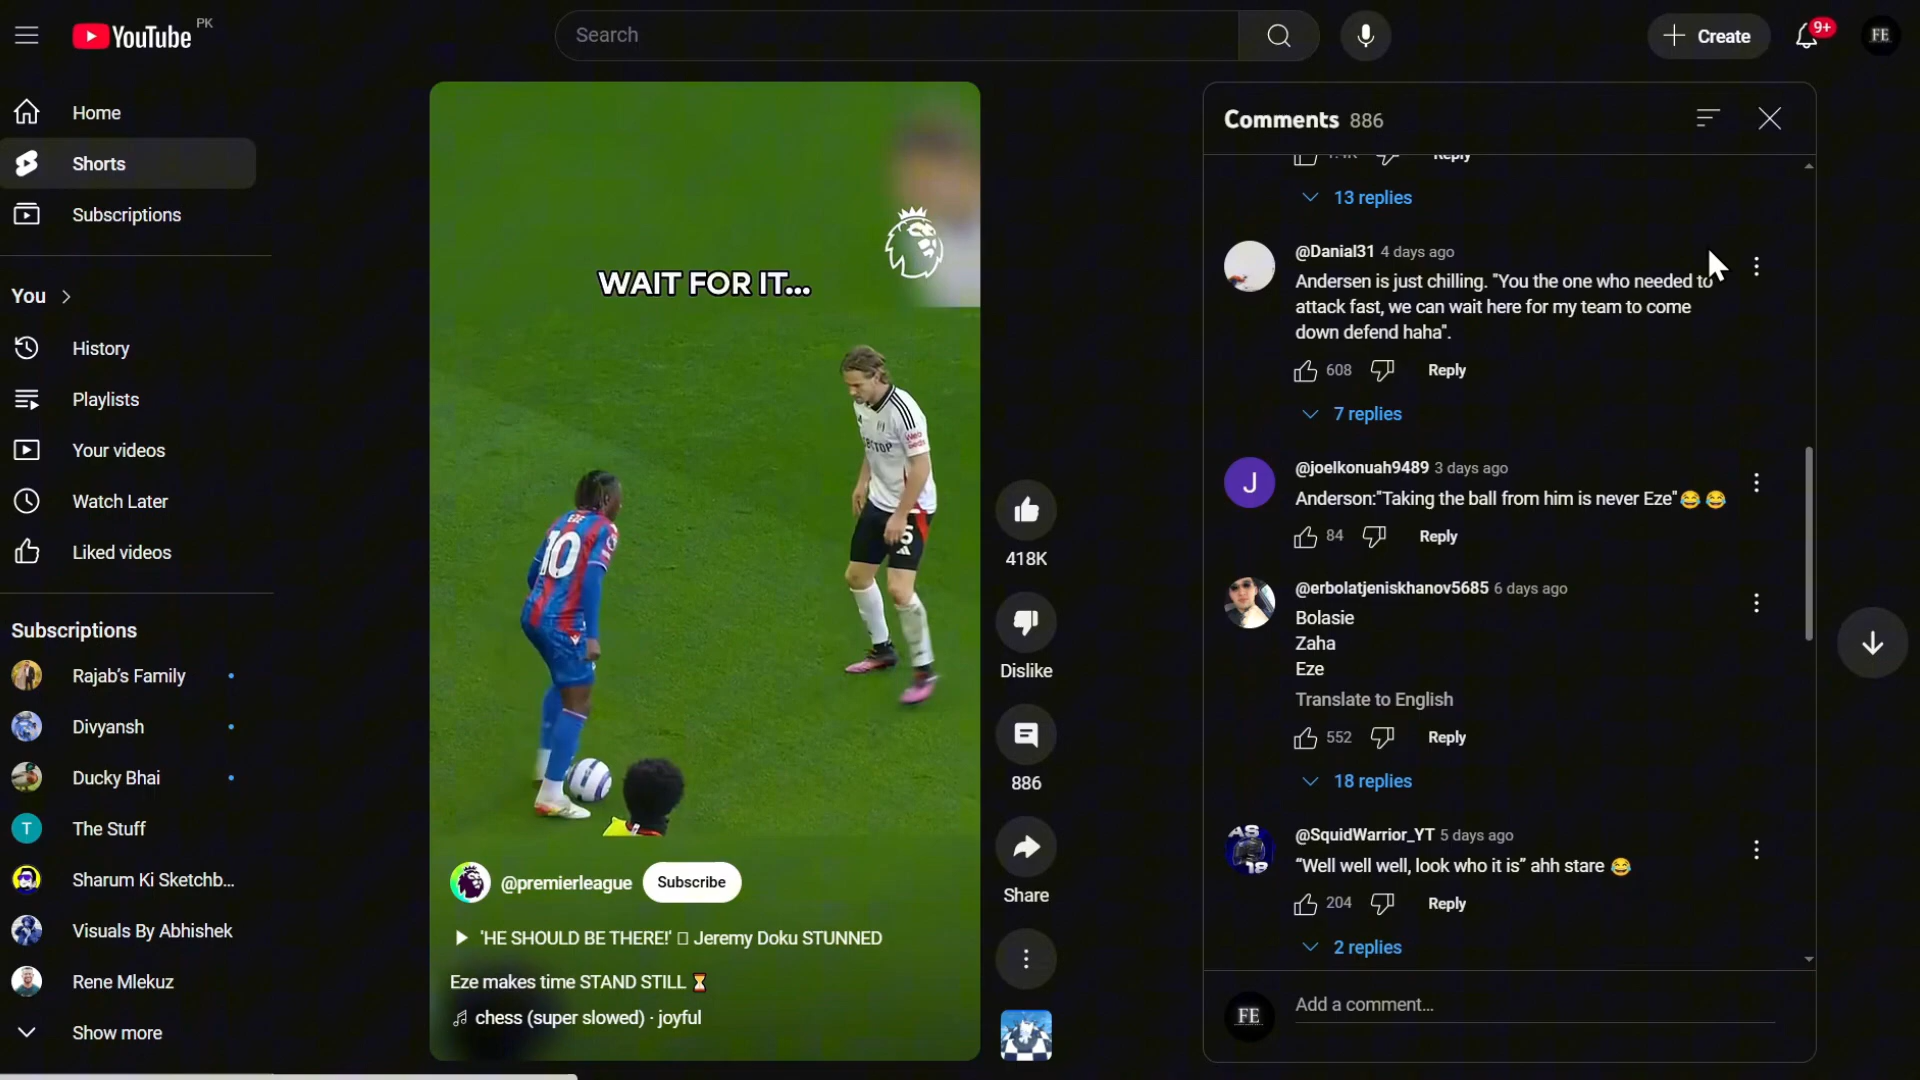 YouTube PK
Search
Create
9+
FE
Home
Shorts
Subscriptions
You
History
Playlists
Your videos
Watch Later
Liked videos
Subscriptions
Rajab's Family
Divyansh
Ducky Bhai
T
The Stuff
Sharum Ki Sketchb...
Visuals By Abhishek
Rene Mlekuz
Show more
WAIT FOR IT...
EZE
10
5
@premierleague
Subscribe
'HE SHOULD BE THERE!' Jeremy Doku STUNNED
Eze makes time STAND STILL ⏳
chess (super slowed) · joyful
418K
Dislike
886
Share
Comments 886
Reply
13 replies
@Danial31 4 days ago
Andersen is just chilling. "You the one who needed to
attack fast, we can wait here for my team to come
down defend haha".
608 Reply
7 replies
J
@joelkonuah9489 3 days ago
Anderson:"Taking the ball from him is never Eze"😂 😂
84 Reply
@erbolatjeniskhanov5685 6 days ago
Bolasie
Zaha
Eze
Translate to English
552 Reply
18 replies
AS
18
@SquidWarrior_YT 5 days ago
“Well well well, look who it is” ahh stare 😂
204 Reply
2 replies
FE
Add a comment...